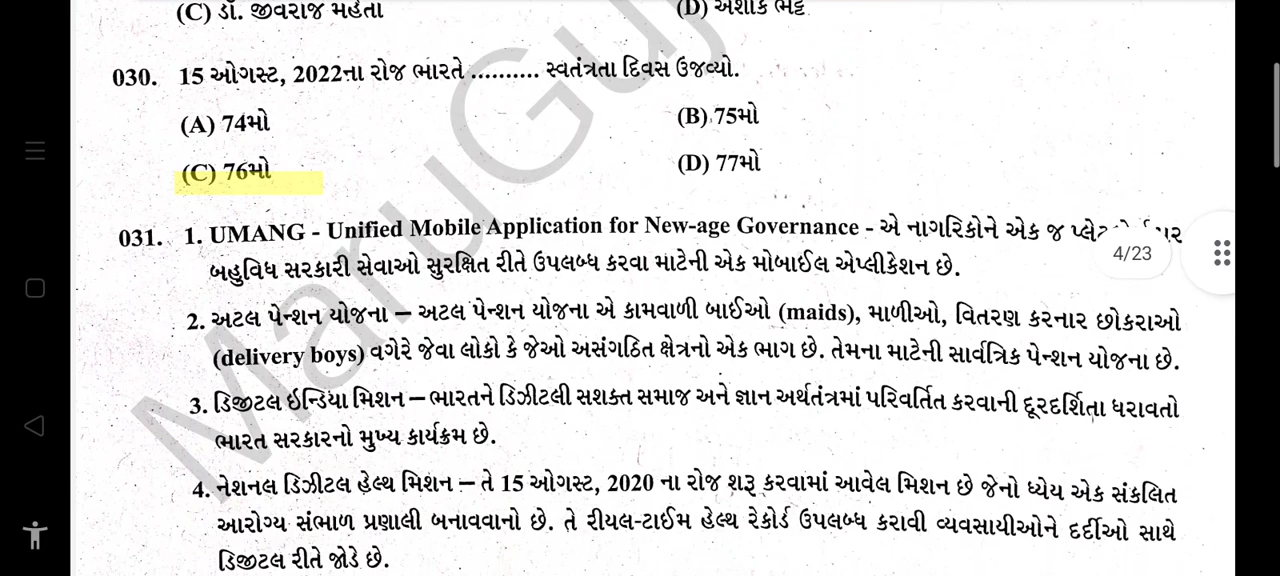 (C) ડૉ. જીવરાજ મહેતા
(D) અશોક ભટ્ટ
030. 15 ઓગસ્ટ, 2022ના રોજ ભારતે .......... સ્વતંત્રતા દિવસ ઉજવ્યો.
(A) 74મો
(B) 75મો
(C) 76મો
(D) 77મો
031. 1. UMANG - Unified Mobile Application for New-age Governance - એ નાગરિકોને એક જ
4/23
બહુવિધ સરકારી સેવાઓ સુરક્ષિત રીતે ઉપલબ્ધ કરવા માટેની એક મોબાઈલ એપ્લીકેશન છે.
2. અટલ પેન્શન યોજના – અટલ પેન્શન યોજના એ કામવાળી બાઈઓ (maids), માળીઓ, વિતરણ કરનાર છોકરાઓ
(delivery boys) વગેરે જેવા લોકો કે જેઓ અસંગઠિત ક્ષેત્રનો એક ભાગ છે. તેમના માટેની સાર્વત્રિક પેન્શન યોજના છે.
3. ડિજીટલ ઈન્ડિયા મિશન – ભારતને ડિઝીટલી સશક્ત સમાજ અને જ્ઞાન અર્થતંત્રમાં પરિવર્તિત કરવાની દૂરદર્શિતા ધરાવતો
ભારત સરકારનો મુખ્ય કાર્યક્રમ છે.
4. નેશનલ ડિઝીટલ હેલ્થ મિશન – તે 15 ઓગસ્ટ, 2020 ના રોજ શરૂ કરવામાં આવેલ મિશન છે જેનો ધ્યેય એક સંકલિત
આરોગ્ય સંભાળ પ્રણાલી બનાવવાનો છે. તે રીયલ-ટાઈમ હેલ્થ રેકોર્ડ ઉપલબ્ધ કરાવી વ્યવસાયીઓને દર્દીઓ સાથે
ડિજીટલ રીતે જોડે છે.
MaruGuj